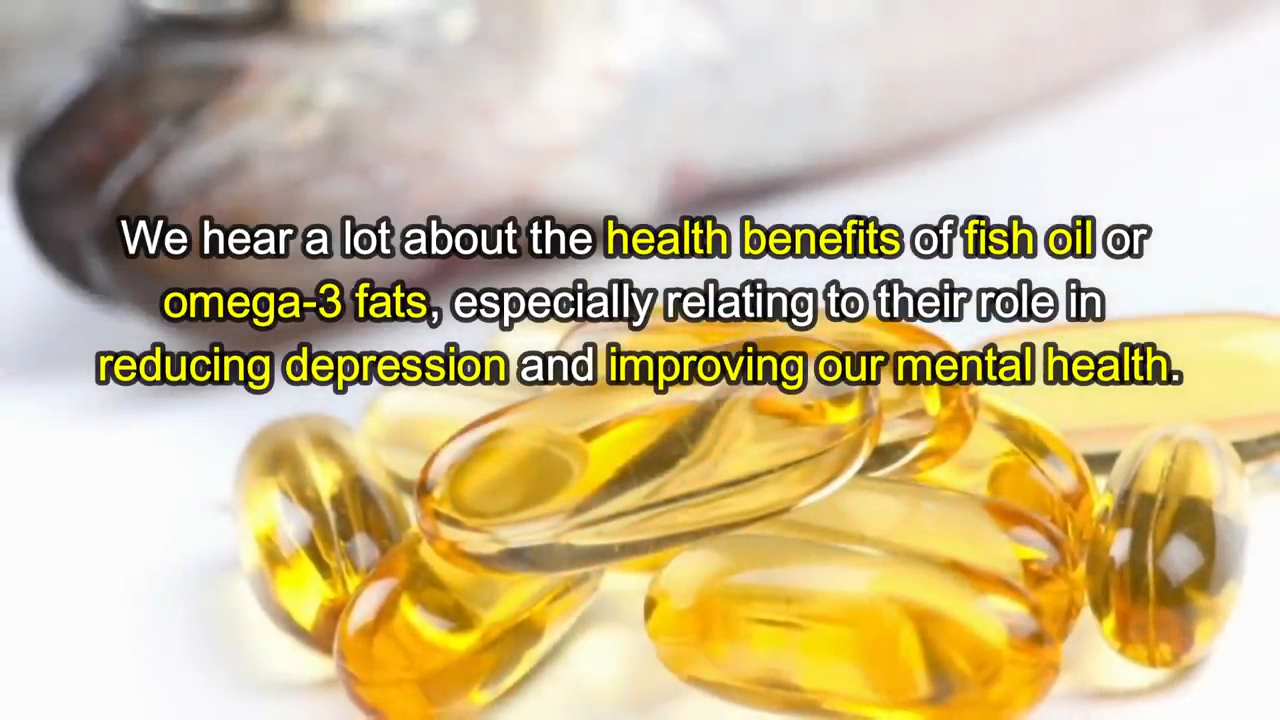 We hear a lot about the health benefits of fish oil or
omega-3 fats, especially relating to their role in
reducing depression and improving our mental health.